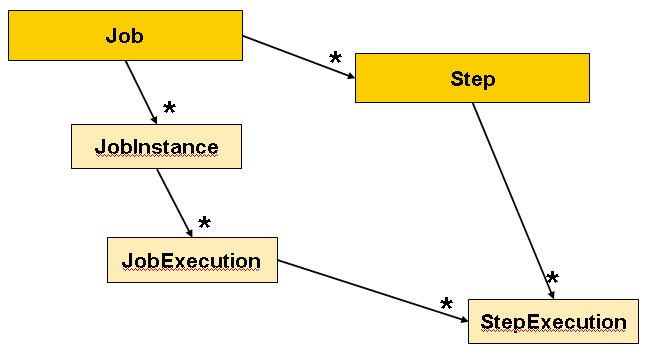 Job
*
Step
*
JobInstance
*
JobExecution
*
*
StepExecution